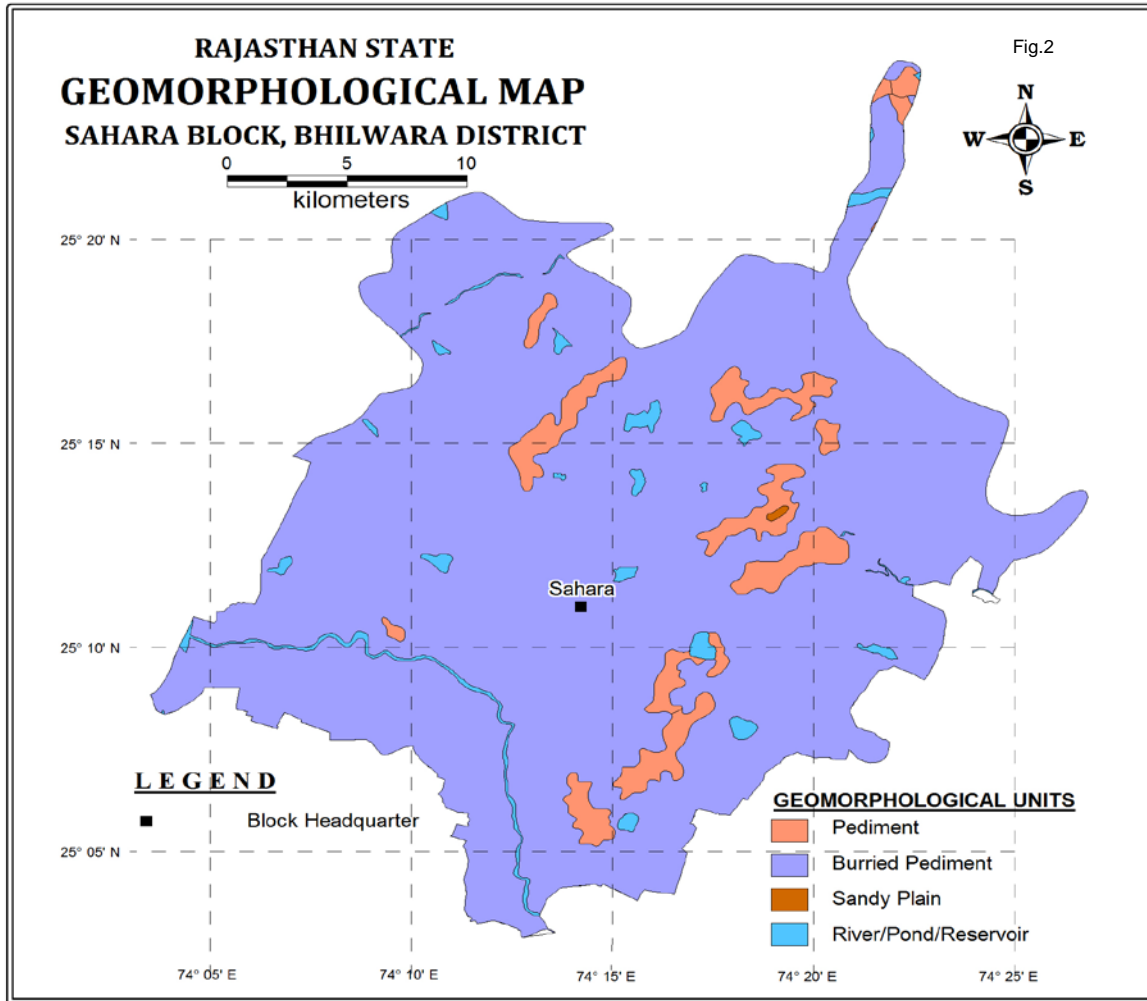 RAJASTHAN STATE
GEOMORPHOLOGICAL MAP
SAHARA BLOCK, BHILWARA DISTRICT
0 5 10
kilometers
Fig.2
N
W E
S
25° 20' N
25° 15' N
25° 10' N
25° 05' N
Sahara
LEGEND
Block Headquarter
GEOMORPHOLOGICAL UNITS
Pediment
Burried Pediment
Sandy Plain
River/Pond/Reservoir
74° 05' E 74° 10' E 74° 15' E 74° 20' E 74° 25' E